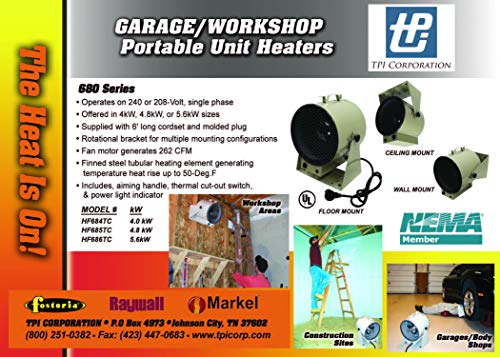 GARAGE/WORKSHOP
Portable Unit Heaters
tpi
TPI CORPORATION
The Heat Is On!
680 Series
• Operates on 240 or 208-Volt, single phase
• Offered in 4kW, 4.8kW, or 5.6kW sizes
• Supplied with 6' long cordset and molded plug
• Rotational bracket for multiple mounting configurations
• Fan motor generates 262 CFM
• Finned steel tubular heating element generating
temperature heat rise up to 50-Deg.F
• Includes, aiming handle, thermal cut-out switch,
& power light indicator
MODEL # kW
HF684TC 4.0 kW
HF685TC 4.8 kW
HF686TC 5.6kW
CEILING MOUNT
WALL MOUNT
UL
FLOOR MOUNT
NEMA
Member
Workshop
Areas
Construction
Sites
Garages/Body
Shops
fostoria
Raywall
Markel
TPI CORPORATION • P.O Box 4973 •Johnson City, TN 37602
(800) 251-0382 • Fax: (423) 447-0683 • www.tpicorp.com